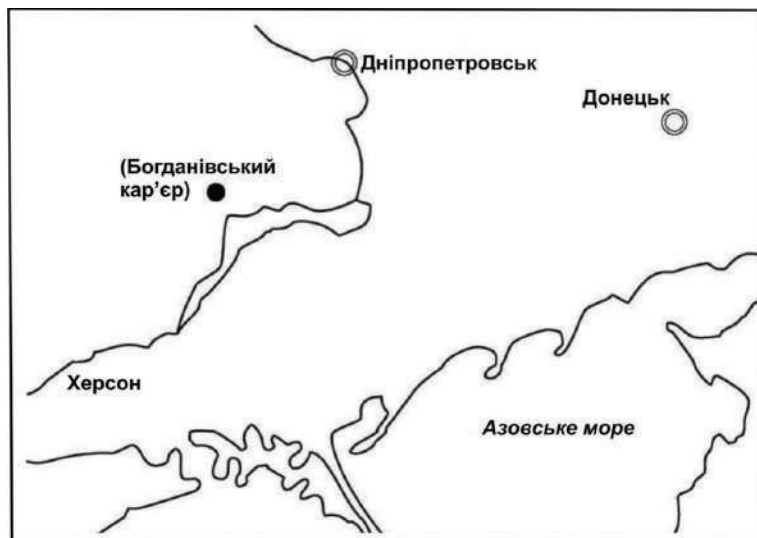 Дніпропетровськ
Донецьк
(Богданівський
кар’єр)
Херсон
Азовське море